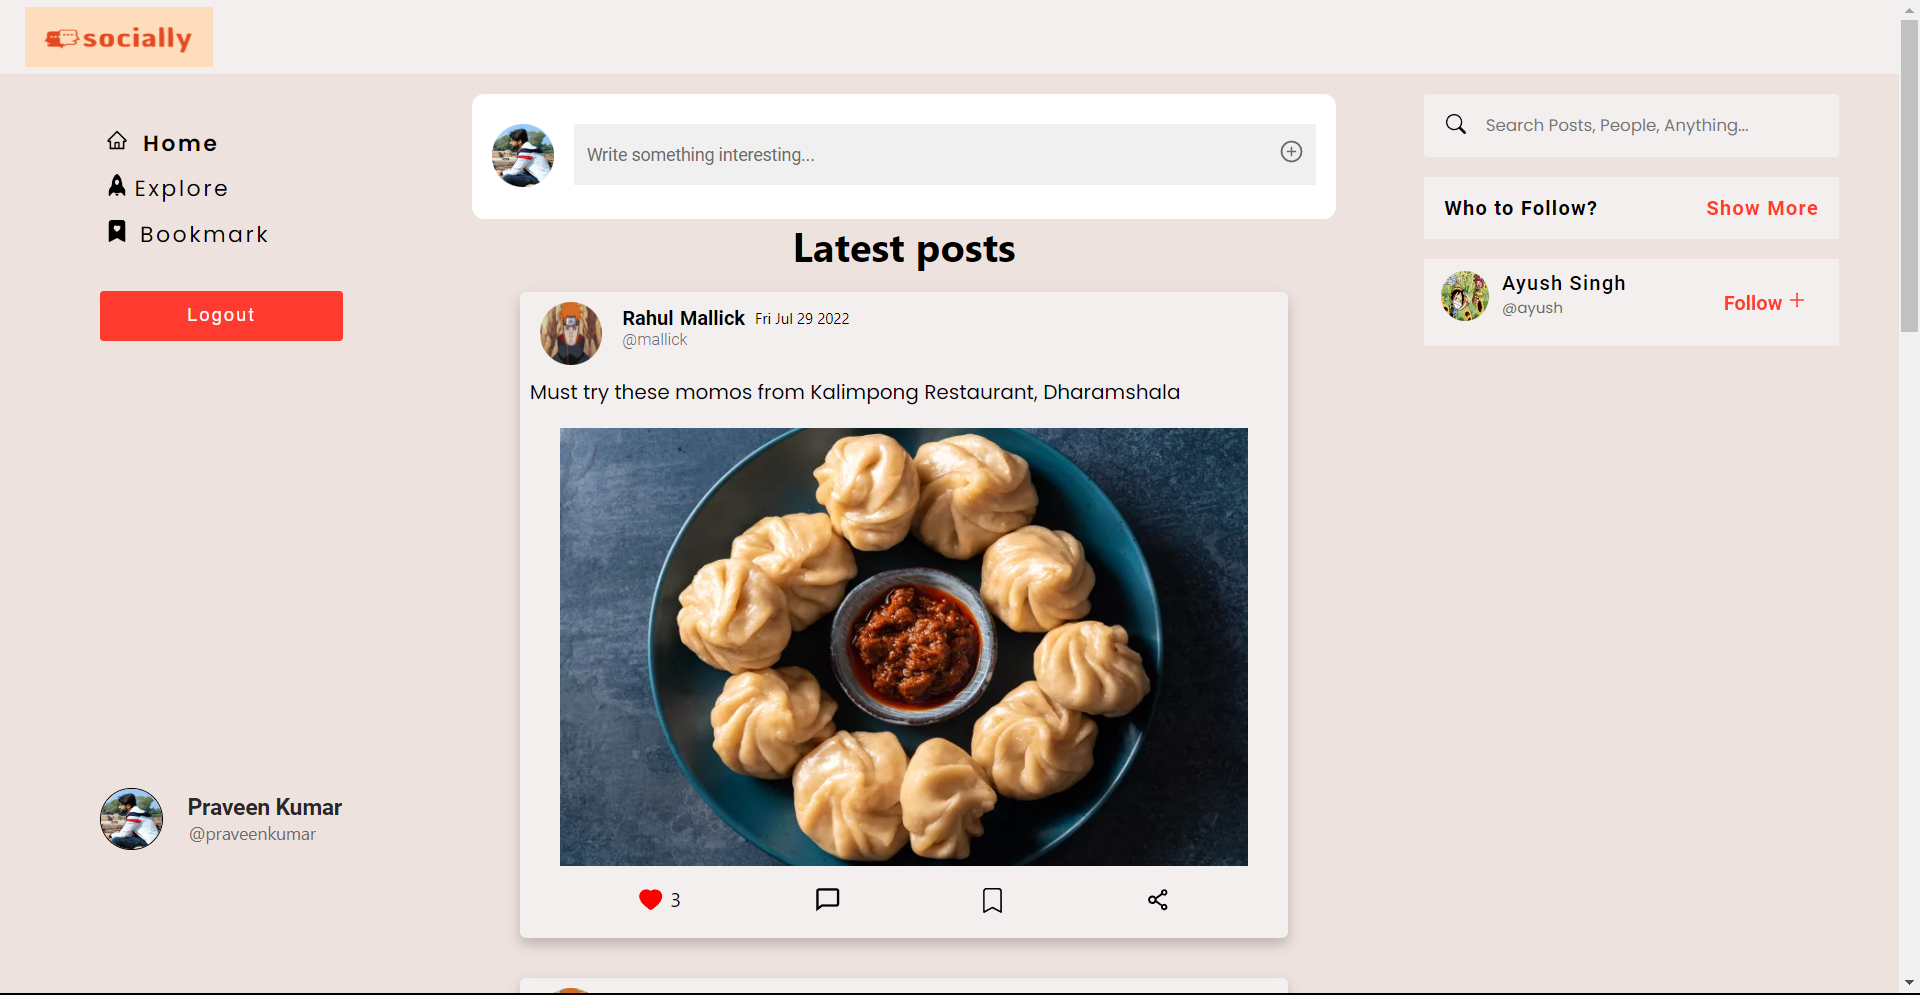 socially
Home
Explore
Bookmark
Logout
Praveen Kumar
@praveenkumar
Write something interesting...
Latest posts
Rahul Mallick Fri Jul 29 2022
@mallick
Must try these momos from Kalimpong Restaurant, Dharamshala
3
Search Posts, People, Anything...
Who to Follow? Show More
Ayush Singh
@ayush
Follow